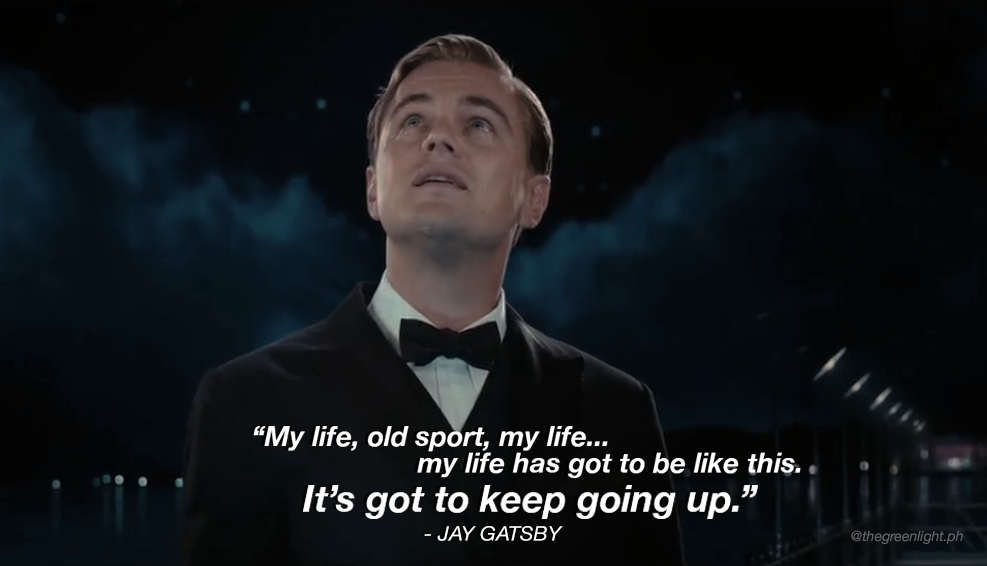 “My life, old sport, my life...
my life has got to be like this.
It’s got to keep going up.”
- JAY GATSBY
@thegreenlight.ph